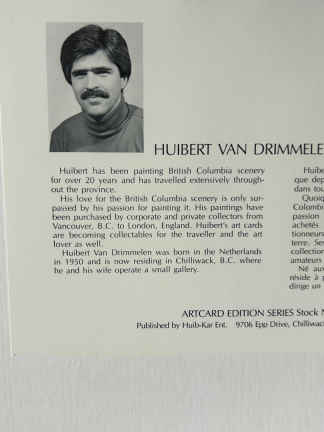 HUIBERT VAN DRIMMELE
Huibert has been painting British Columbia scenery
for over 20 years and has travelled extensively through-
out the province.
His love for the British Columbia scenery is only sur-
passed by his passion for painting it. His paintings have
been purchased by corporate and private collectors from
Vancouver, B.C. to London, England. Huibert's art cards
are becoming collectables for the traveller and the art
lover as well.
Huibert Van Drimmelen was born in the Netherlands
in 1950 and is now residing in Chilliwack, B.C. where
he and his wife operate a small gallery.
Huibe
que dep
dans tou
Quoiq
Colombi
passion
achetés
tionneurs
terre. Se
collection
amateurs
Né aux
réside à
dirige un
ARTCARD EDITION SERIES Stock N
Published by Huib-Kar Ent. 9706 Epp Drive, Chilliwac